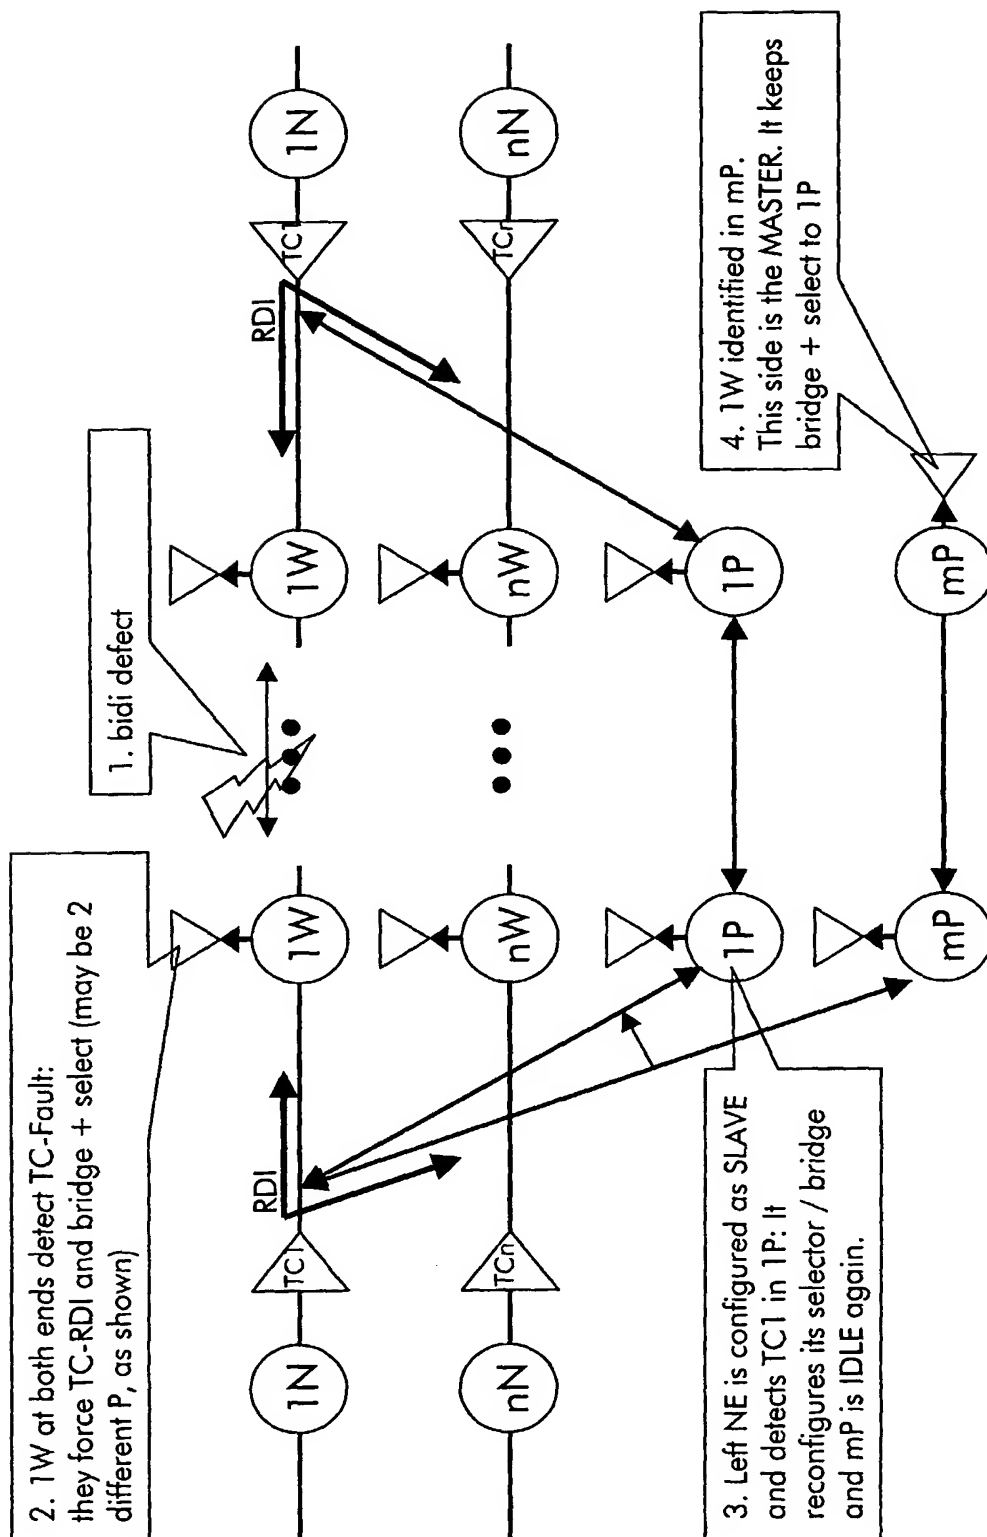 2. 1W at both ends detect TC-Fault:
they force TC-RDI and bridge + select (may be 2
different P, as shown)
1. bidi defect
1N
TC1
RDI
1W
1W
RDI
TC1
1N
nN
TCn
nW
nW
TCn
nN
1P
1P
mP
mP
3. Left NE is configured as SLAVE
and detects TC1 in 1P: It
reconfigures its selector / bridge
and mP is IDLE again.
4. 1W identified in mP.
This side is the MASTER. It keeps
bridge + select to 1P